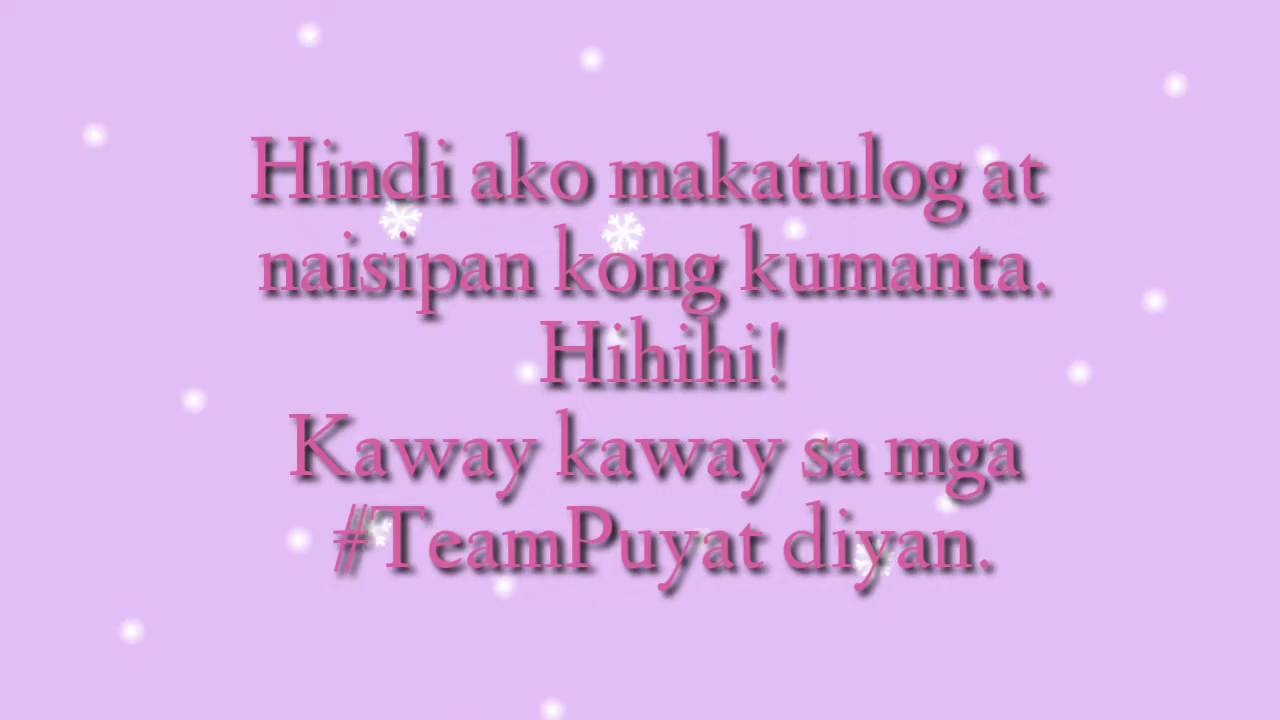 Hindi ako makatulog at
naisipan kong kumanta.
Hihihi!
Kaway kaway sa mga
#TeamPuyat diyan.